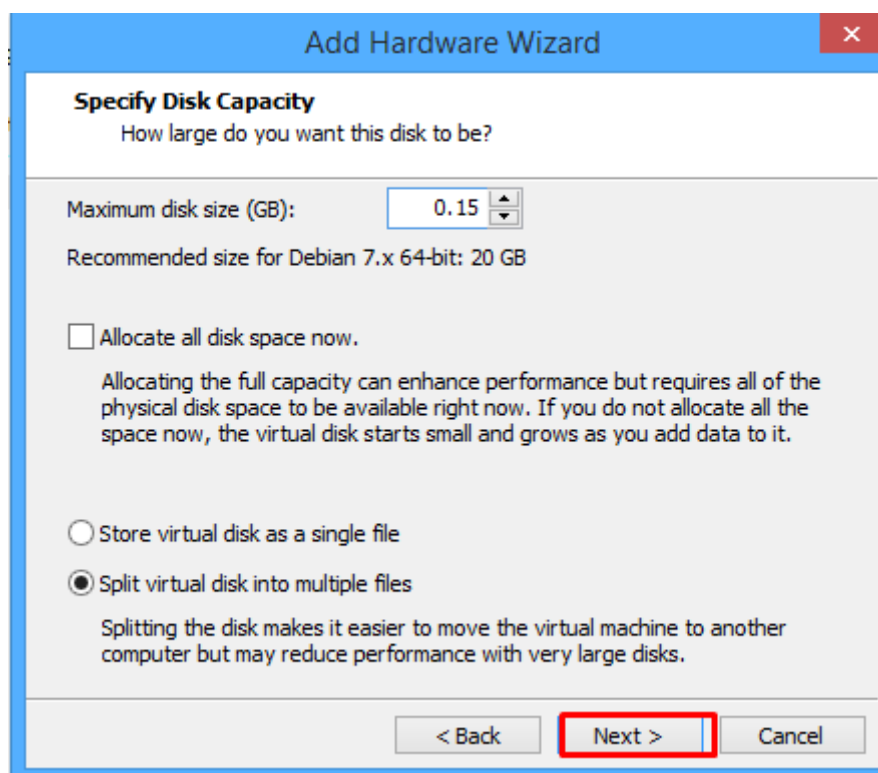 Add Hardware Wizard
Specify Disk Capacity
How large do you want this disk to be?
Maximum disk size (GB): 0.15
Recommended size for Debian 7.x 64-bit: 20 GB
Allocate all disk space now.
Allocating the full capacity can enhance performance but requires all of the
physical disk space to be available right now. If you do not allocate all the
space now, the virtual disk starts small and grows as you add data to it.
Store virtual disk as a single file
Split virtual disk into multiple files
Splitting the disk makes it easier to move the virtual machine to another
computer but may reduce performance with very large disks.
< Back Next > Cancel